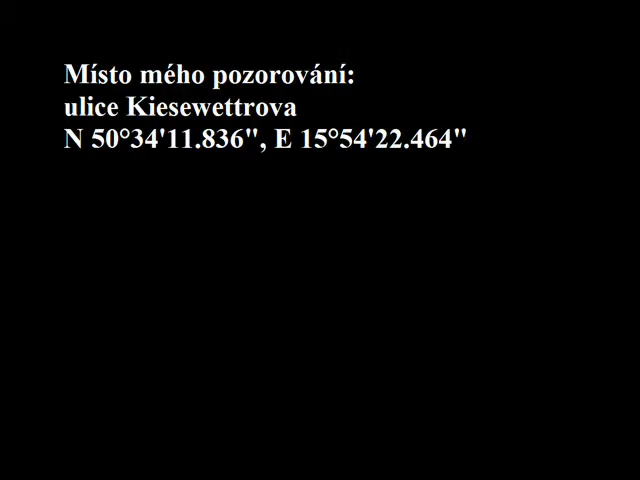 Místo mého pozorování:
ulice Kiesewettrova
N 50°34'11.836", E 15°54'22.464"